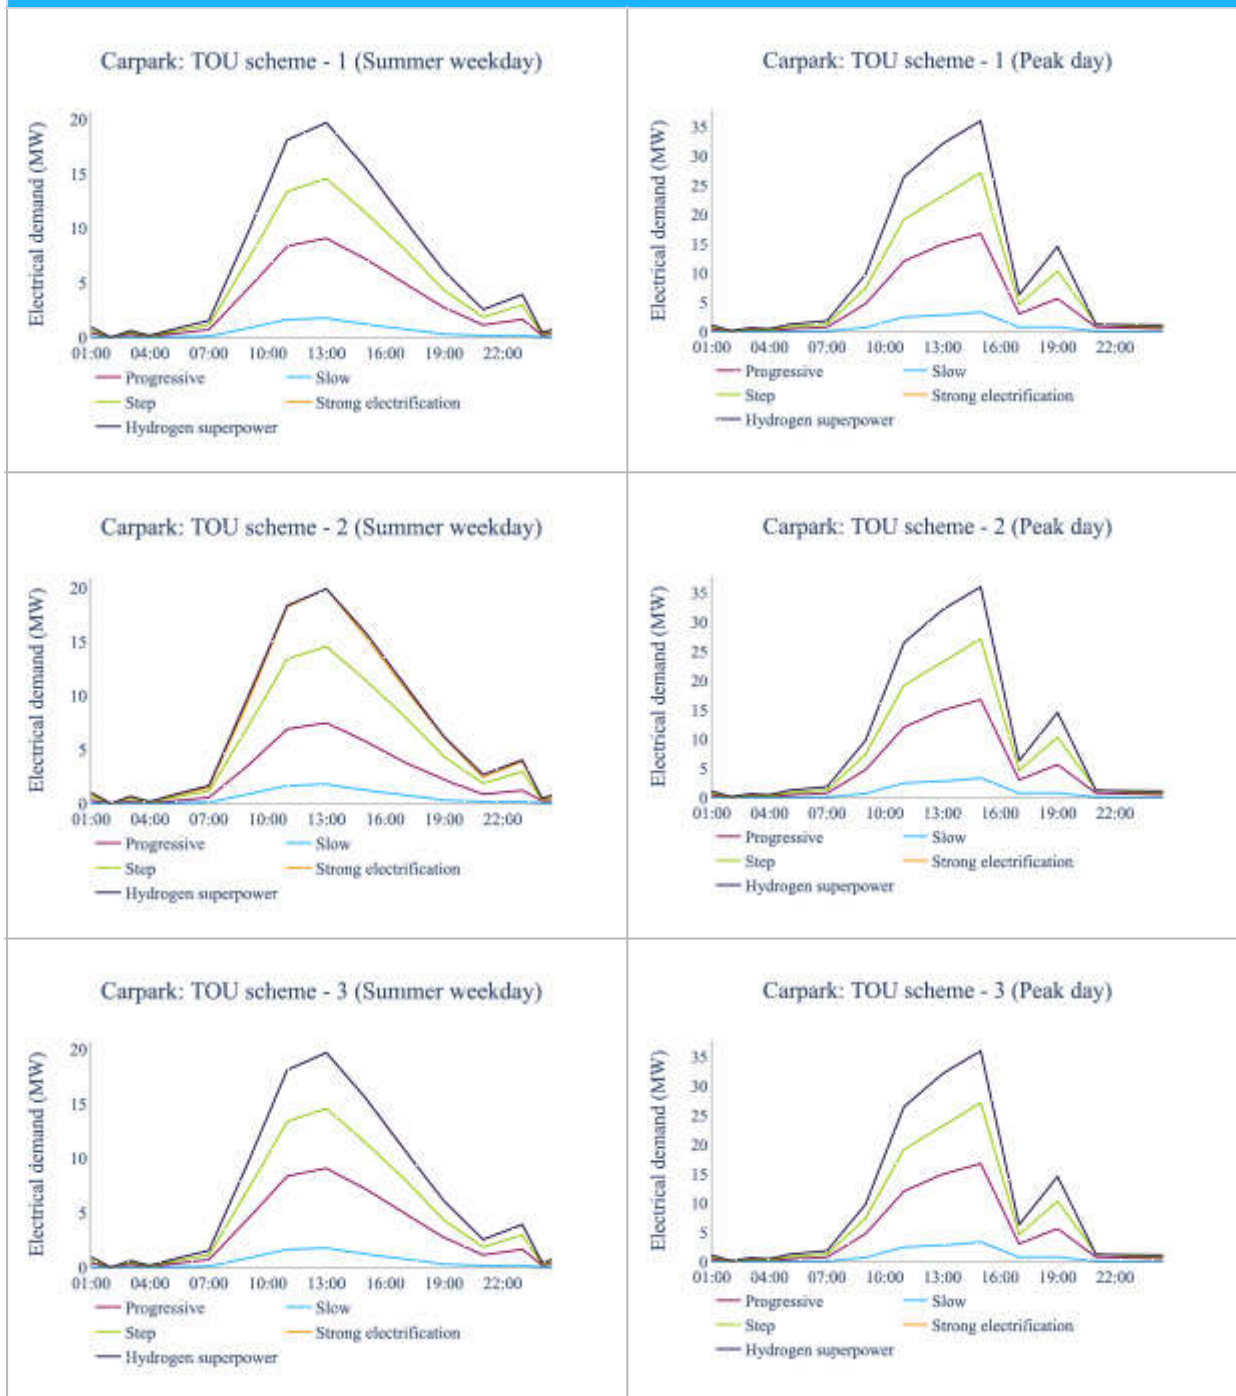 Carpark: TOU scheme - 1 (Summer weekday)
Electrical demand (MW)
20
15
10
5
0
01:00 04:00 07:00 10:00 13:00 16:00 19:00 22:00
Progressive Slow
Step Strong electrification
Hydrogen superpower
Carpark: TOU scheme - 1 (Peak day)
Electrical demand (MW)
35
30
25
20
15
10
5
0
01:00 04:00 07:00 10:00 13:00 16:00 19:00 22:00
Progressive Slow
Step Strong electrification
Hydrogen superpower
Carpark: TOU scheme - 2 (Summer weekday)
Electrical demand (MW)
20
15
10
5
0
01:00 04:00 07:00 10:00 13:00 16:00 19:00 22:00
Progressive Slow
Step Strong electrification
Hydrogen superpower
Carpark: TOU scheme - 2 (Peak day)
Electrical demand (MW)
35
30
25
20
15
10
5
0
01:00 04:00 07:00 10:00 13:00 16:00 19:00 22:00
Progressive Slow
Step Strong electrification
Hydrogen superpower
Carpark: TOU scheme - 3 (Summer weekday)
Electrical demand (MW)
20
15
10
5
0
01:00 04:00 07:00 10:00 13:00 16:00 19:00 22:00
Progressive Slow
Step Strong electrification
Hydrogen superpower
Carpark: TOU scheme - 3 (Peak day)
Electrical demand (MW)
35
30
25
20
15
10
5
0
01:00 04:00 07:00 10:00 13:00 16:00 19:00 22:00
Progressive Slow
Step Strong electrification
Hydrogen superpower